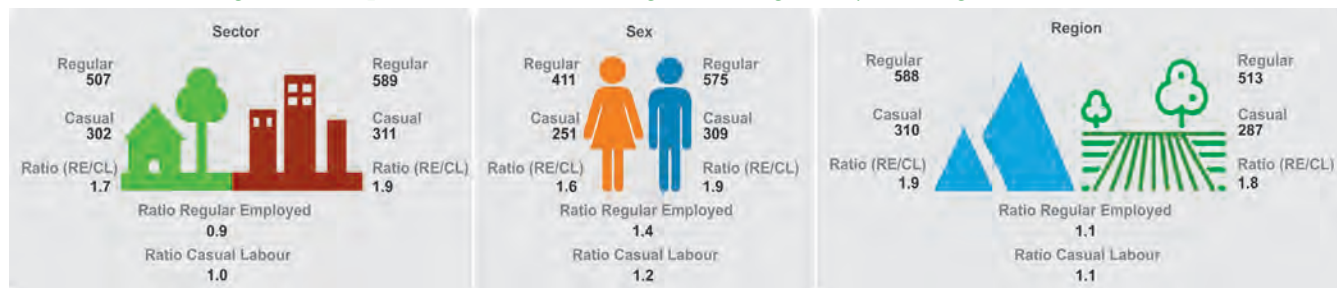 Sector
Regular
507
Casual
302
Ratio (RE/CL)
1.7
Regular
589
Casual
311
Ratio (RE/CL)
1.9
Ratio Regular Employed
0.9
Ratio Casual Labour
1.0
Sex
Regular
411
Casual
251
Ratio (RE/CL)
1.6
Regular
575
Casual
309
Ratio (RE/CL)
1.9
Ratio Regular Employed
1.4
Ratio Casual Labour
1.2
Region
Regular
588
Casual
310
Ratio (RE/CL)
1.9
Regular
513
Casual
287
Ratio (RE/CL)
1.8
Ratio Regular Employed
1.1
Ratio Casual Labour
1.1